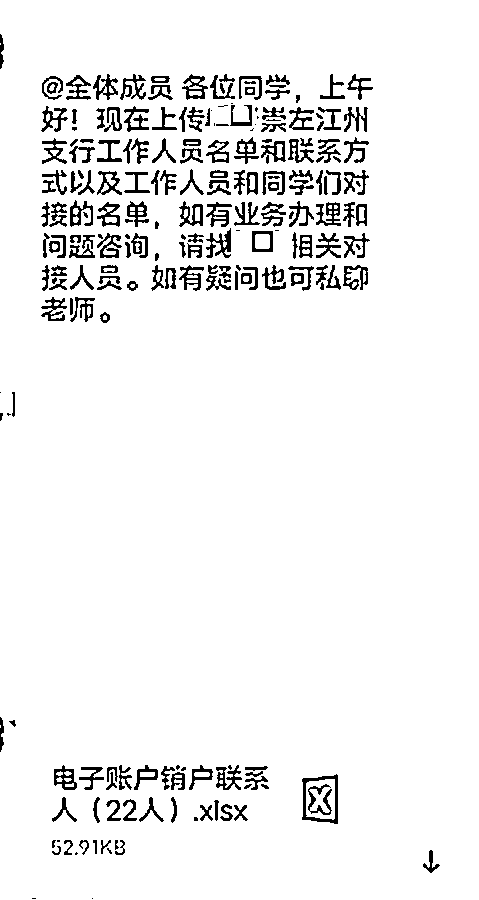 @全体成员 各位同学，上午
好！现在上传 崇左江州
支行工作人员名单和联系方
式以及工作人员和同学们对
接的名单，如有业务办理和
问题咨询，请找 相关对
接人员。如有疑问也可私聊
老师。
电子账户销户联系
人（22人）.xlsx
52.91KB